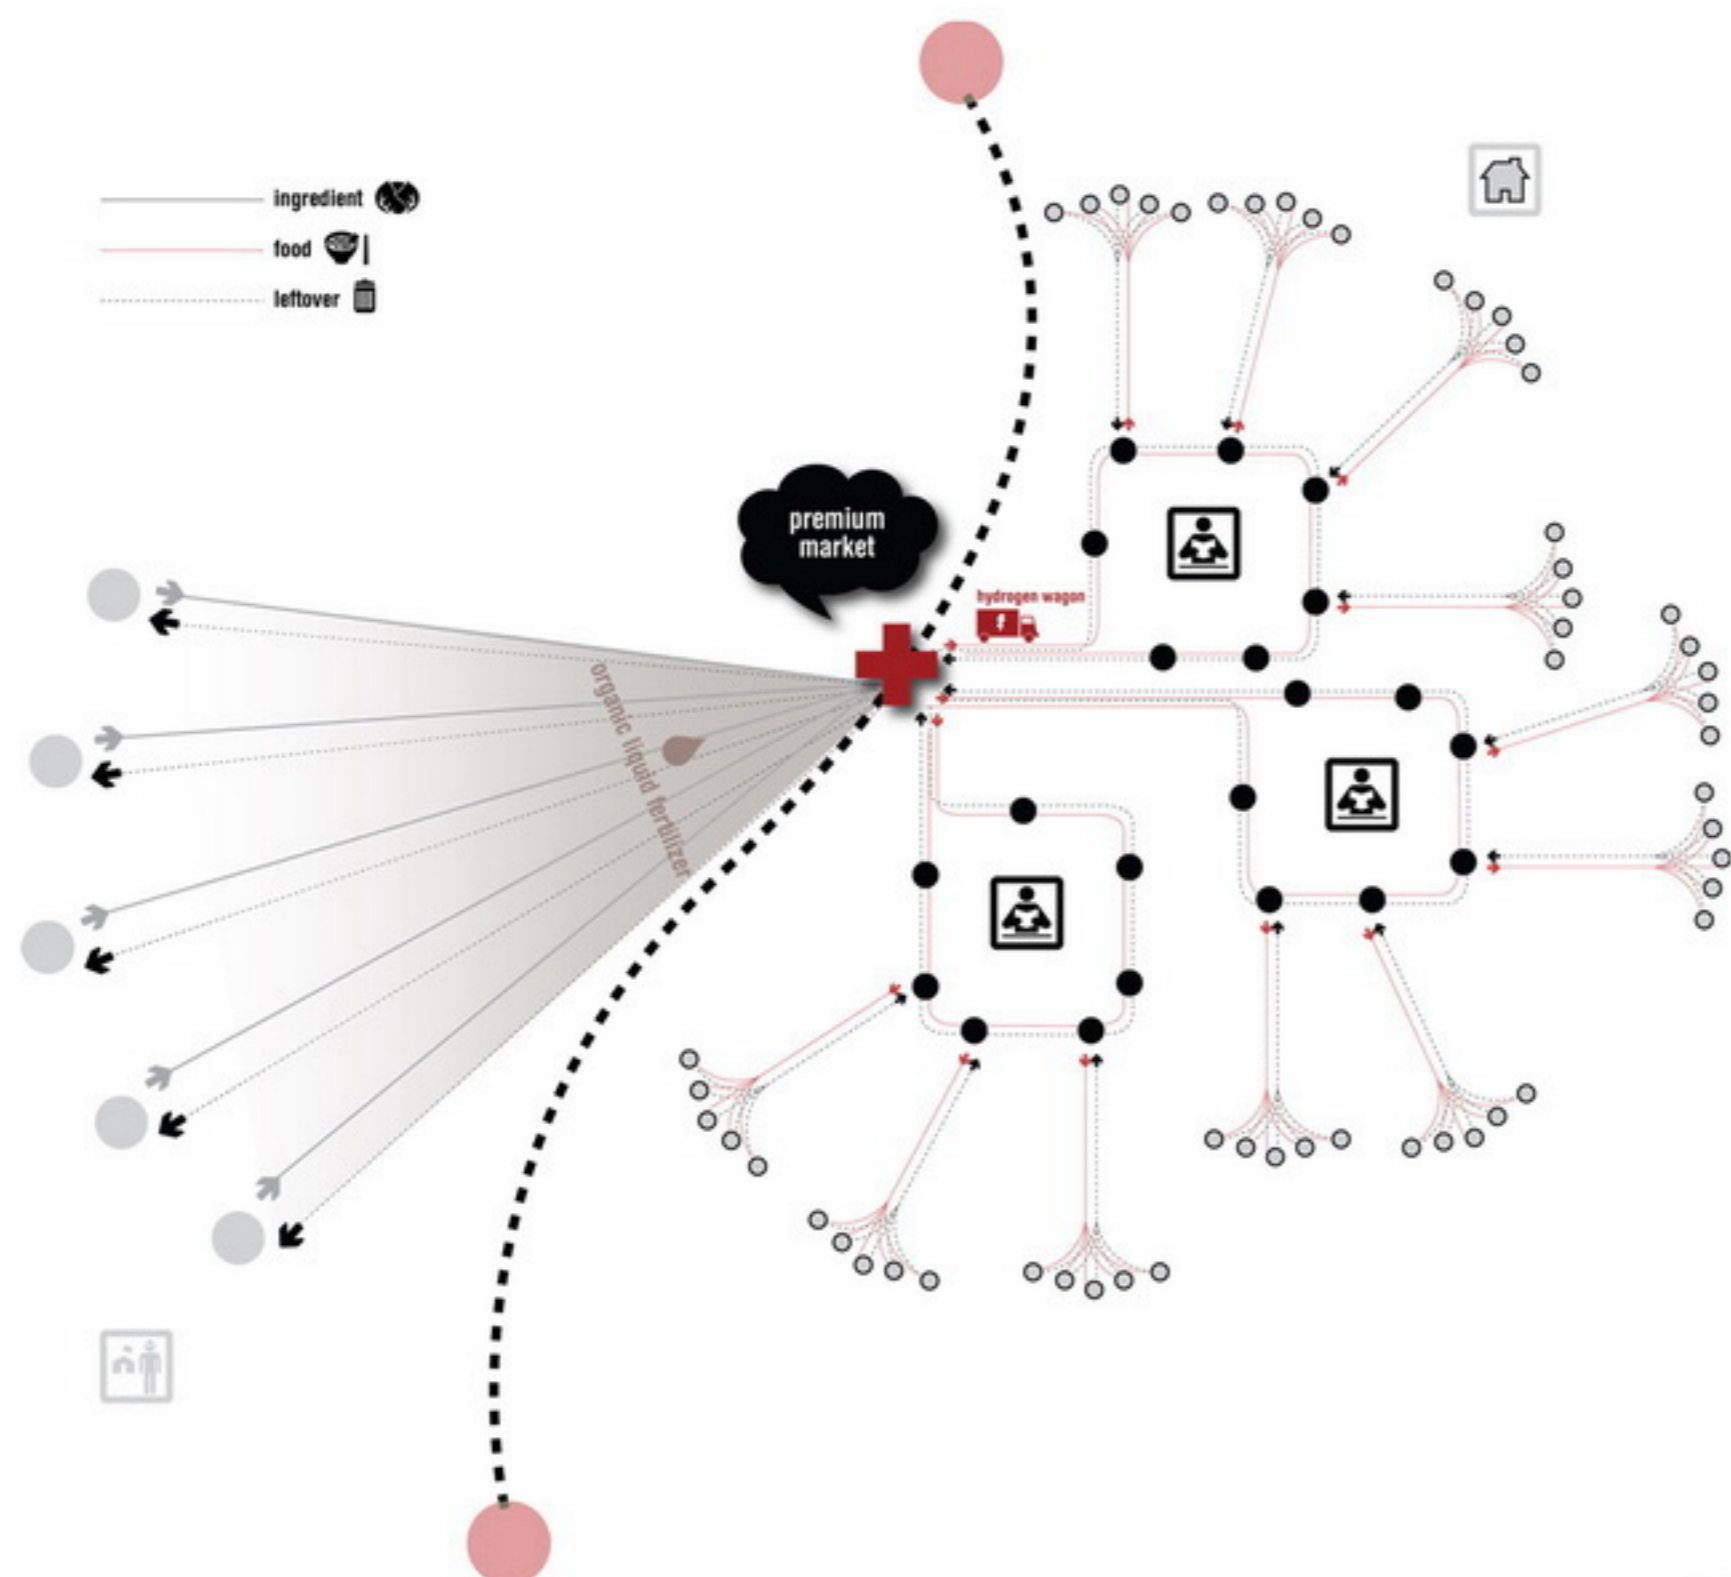 ingredient
food
leftover
premium
market
hydrogen wagon
organic liquid fertilizer